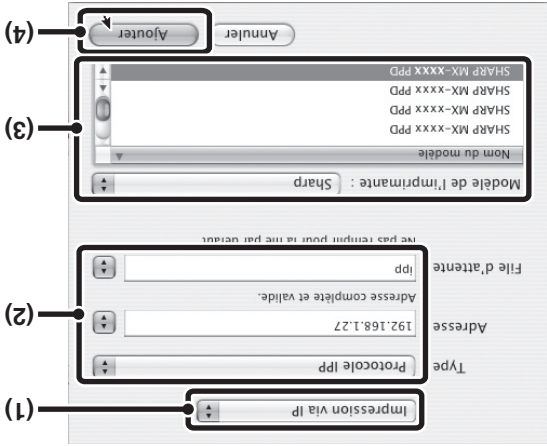 Impression via IP (1)
Type Protocole IPP
Adresse 192.168.1.27 (2)
Adresse complète et valide.
File d'attente ipp
Ne pas remplir pour la file par défaut
Modèle de l'imprimante : Sharp
Nom du modèle
SHARP MX-xxxx PPD (3)
SHARP MX-xxxx PPD
SHARP MX-xxxx PPD
SHARP MX-xxxx PPD
Annuler Ajouter (4)